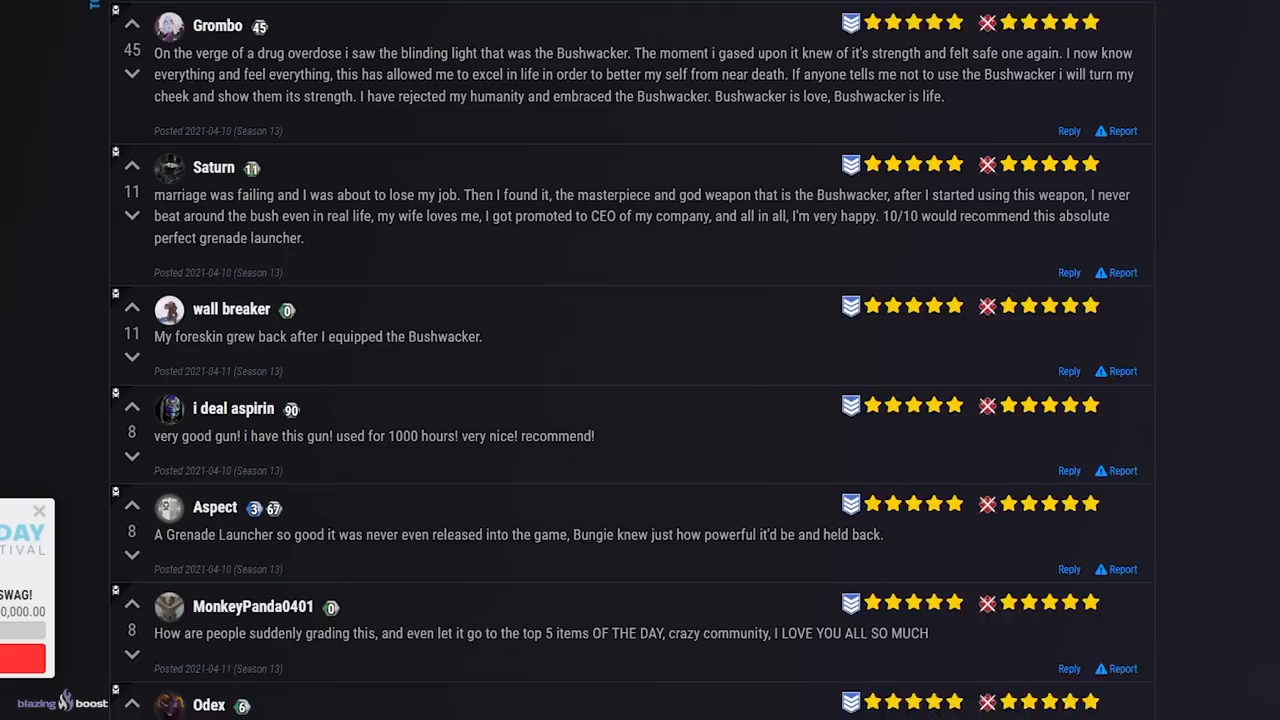 Grombo 45
45
On the verge of a drug overdose i saw the blinding light that was the Bushwacker. The moment i gased upon it knew of it's strength and felt safe one again. I now know
everything and feel everything, this has allowed me to excel in life in order to better my self from near death. If anyone tells me not to use the Bushwacker i will turn my
cheek and show them its strength. I have rejected my humanity and embraced the Bushwacker. Bushwacker is love, Bushwacker is life.
Posted 2021-04-10 (Season 13) Reply Report
Saturn 11
11
marriage was failing and I was about to lose my job. Then I found it, the masterpiece and god weapon that is the Bushwacker, after I started using this weapon, I never
beat around the bush even in real life, my wife loves me, I got promoted to CEO of my company, and all in all, I'm very happy. 10/10 would recommend this absolute
perfect grenade launcher.
Posted 2021-04-10 (Season 13) Reply Report
wall breaker 0
11
My foreskin grew back after I equipped the Bushwacker.
Posted 2021-04-11 (Season 13) Reply Report
i deal aspirin 90
8
very good gun! i have this gun! used for 1000 hours! very nice! recommend!
Posted 2021-04-10 (Season 13) Reply Report
Aspect 3 67
8
A Grenade Launcher so good it was never even released into the game, Bungie knew just how powerful it'd be and held back.
Posted 2021-04-10 (Season 13) Reply Report
MonkeyPanda0401 0
8
How are people suddenly grading this, and even let it go to the top 5 items OF THE DAY, crazy community, I LOVE YOU ALL SO MUCH
Posted 2021-04-11 (Season 13) Reply Report
Odex 6
DAY
TIVAL
SWAG!
0,000.00
blazing boost